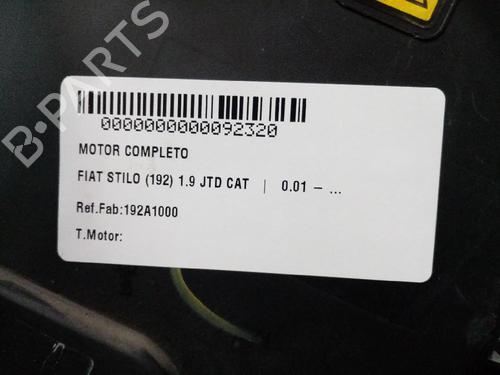 0000000000092320
MOTOR COMPLETO
FIAT STILO (192) 1.9 JTD CAT | 0.01 – ...
Ref.Fab:192A1000
T.Motor:
B-PARTS